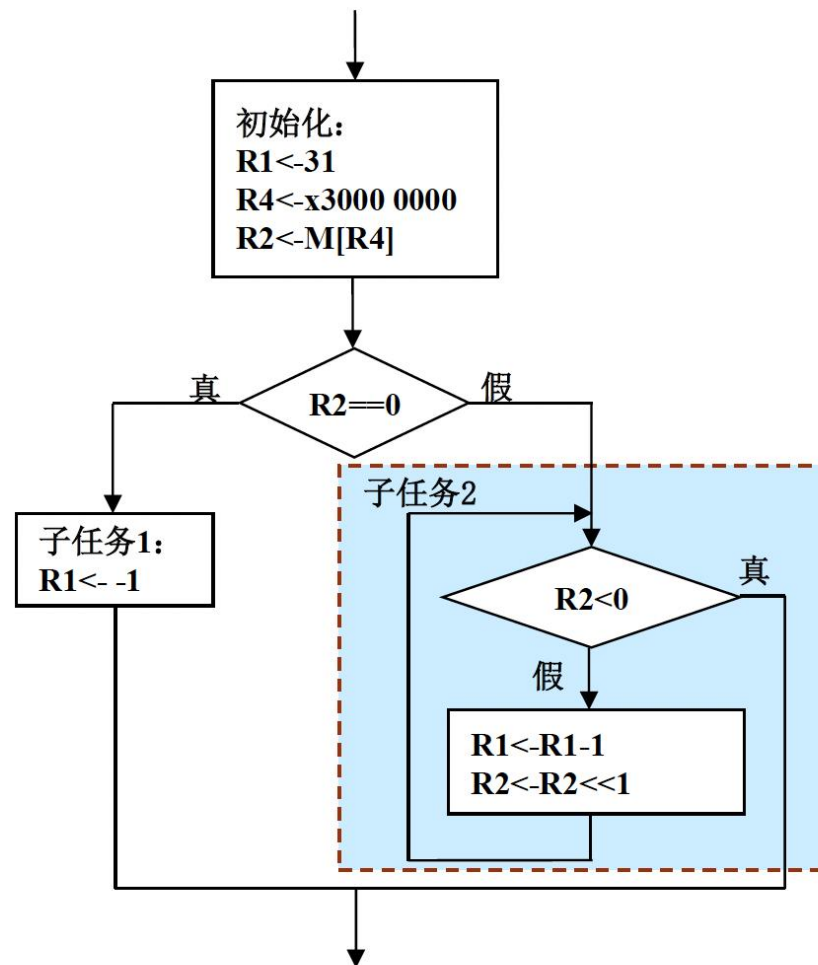 初始化：
R1<-31
R4<-x3000 0000
R2<-M[R4]
R2==0
真
假
子任务1：
R1<- -1
子任务2
R2<0
真
假
R1<-R1-1
R2<-R2<<1